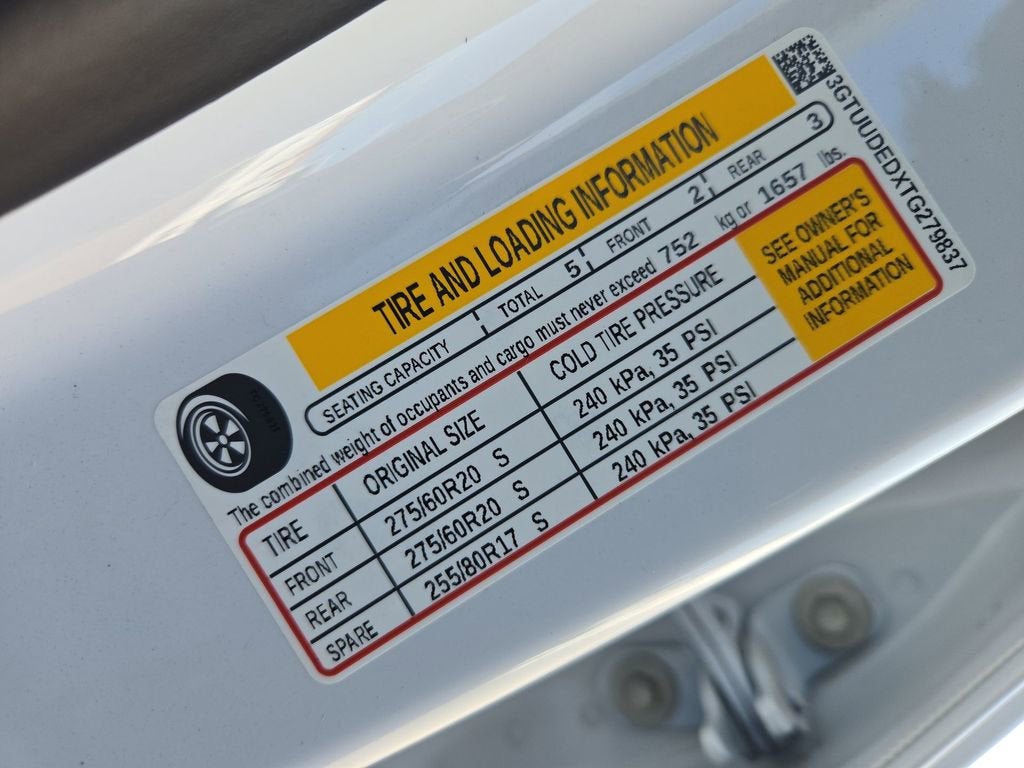 3GTUUDEDXTG279837
TIRE AND LOADING INFORMATION
SEATING CAPACITY TOTAL 5 FRONT 2 REAR 3
The combined weight of occupants and cargo must never exceed 752 kg or 1657 lbs.
TIRE ORIGINAL SIZE COLD TIRE PRESSURE
FRONT 275/60R20 S 240 kPa, 35 PSI
REAR 275/60R20 S 240 kPa, 35 PSI
SPARE 255/80R17 S 240 kPa, 35 PSI
SEE OWNER'S
MANUAL FOR
ADDITIONAL
INFORMATION